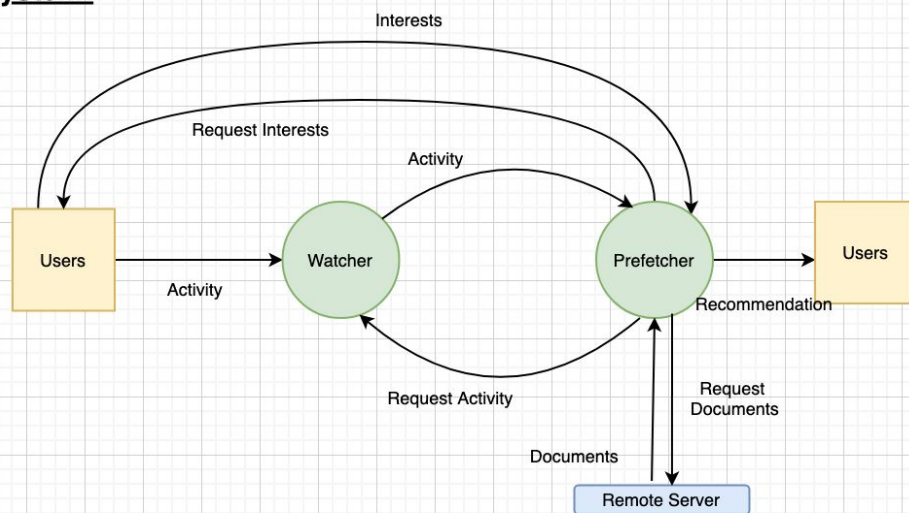 Interests
Request Interests
Activity
Users
Watcher
Prefetcher
Users
Activity
Recommendation
Request Activity
Request
Documents
Documents
Remote Server